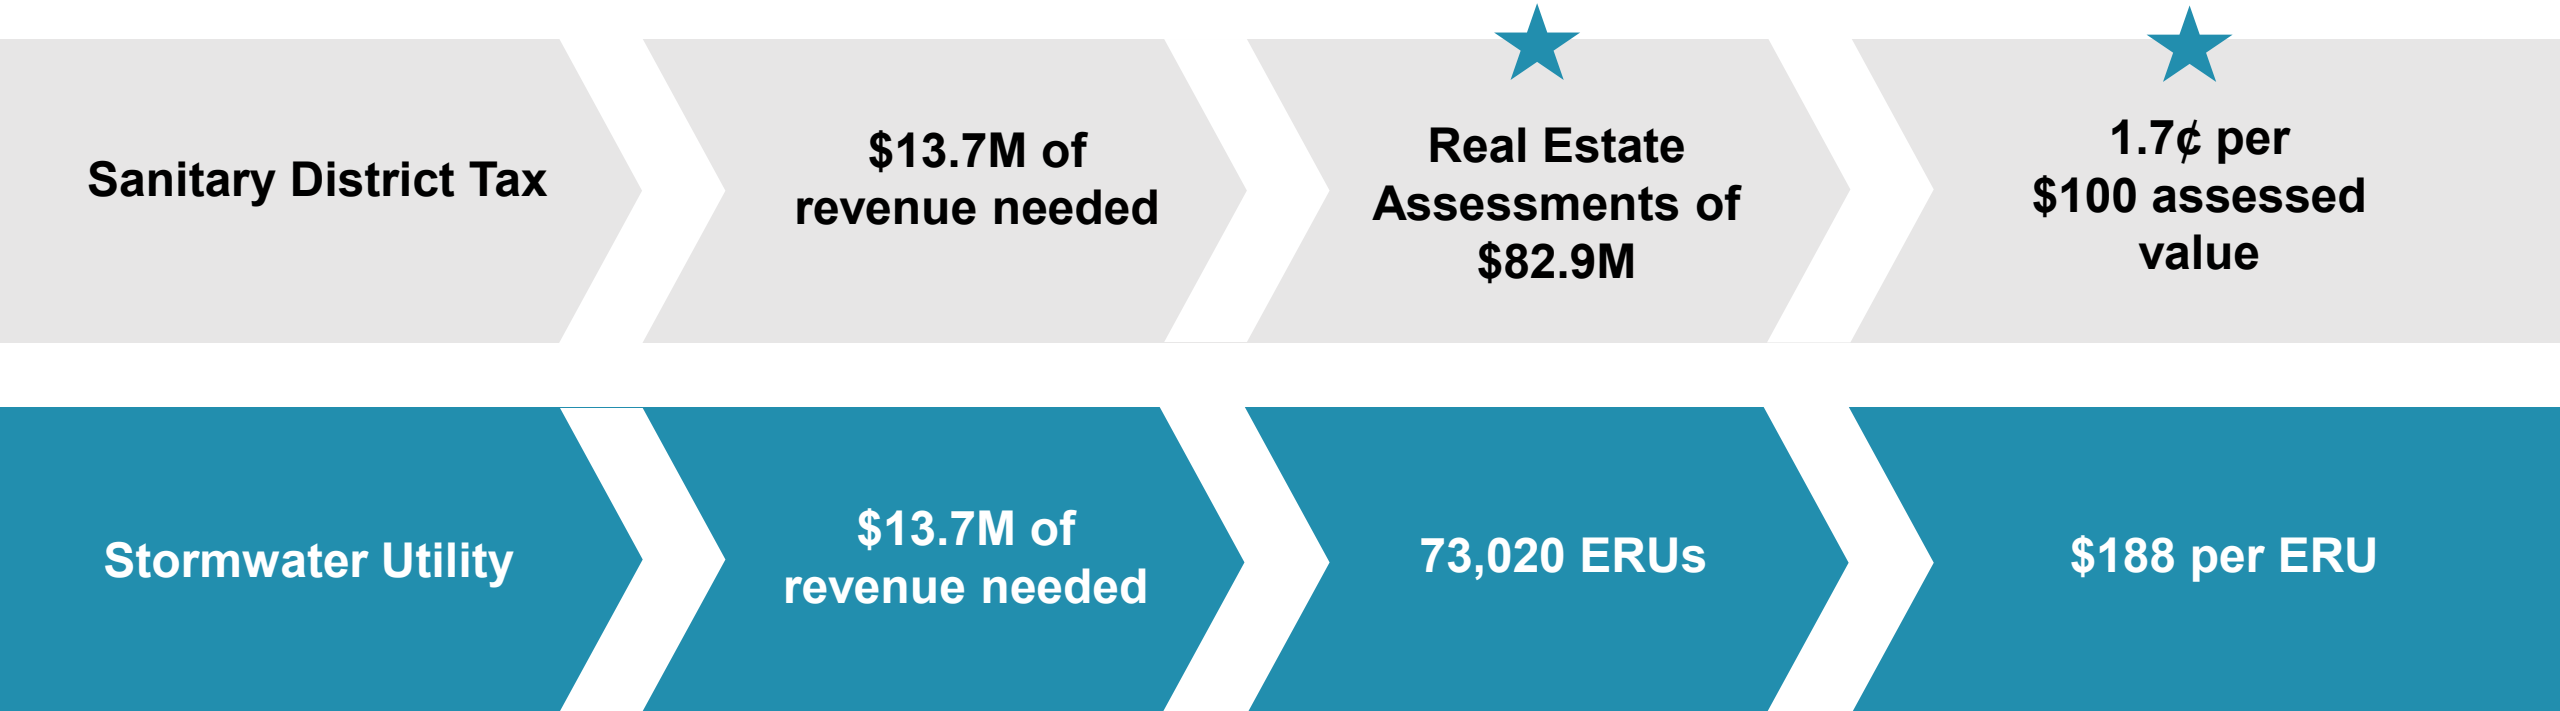 Sanitary District Tax
$13.7M of
revenue needed
Real Estate
Assessments of
$82.9M
1.7¢ per
$100 assessed
value
Stormwater Utility
$13.7M of
revenue needed
73,020 ERUs
$188 per ERU